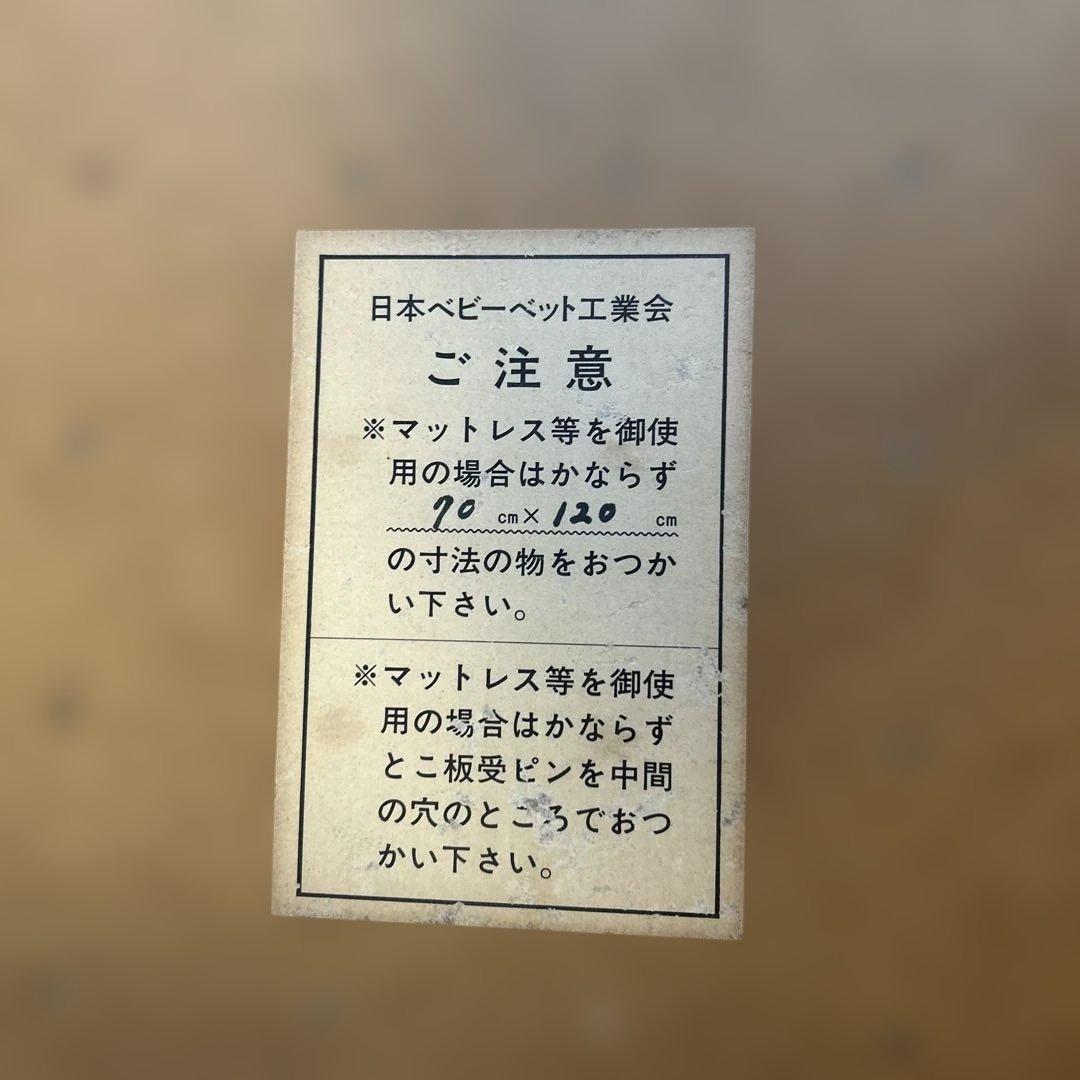 日本ベビーベット工業会
ご注意
※マットレス等を御使
用の場合はかならず
70 cm×120 cm
の寸法の物をおつか
い下さい。
※マットレス等を御使
用の場合はかならず
とこ板受ピンを中間
の穴のところでおつ
かい下さい。